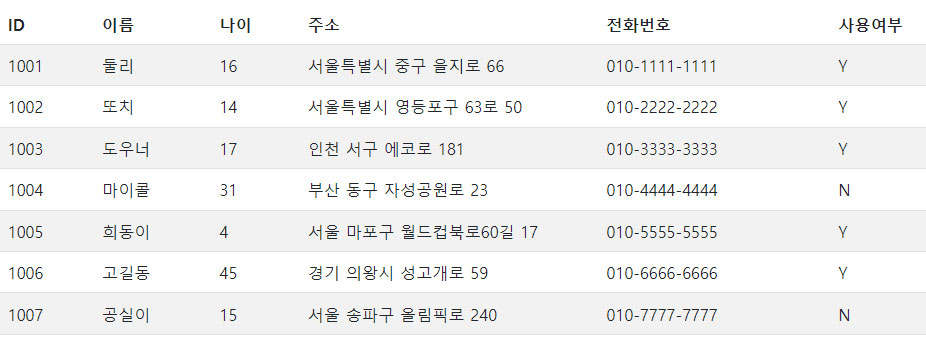 ID 이름 나이 주소 전화번호 사용여부
1001 둘리 16 서울특별시 중구 을지로 66 010-1111-1111 Y
1002 또치 14 서울특별시 영등포구 63로 50 010-2222-2222 Y
1003 도우너 17 인천 서구 에코로 181 010-3333-3333 Y
1004 마이콜 31 부산 동구 자성공원로 23 010-4444-4444 N
1005 희동이 4 서울 마포구 월드컵북로60길 17 010-5555-5555 Y
1006 고길동 45 경기 의왕시 성고개로 59 010-6666-6666 Y
1007 공실이 15 서울 송파구 올림픽로 240 010-7777-7777 N